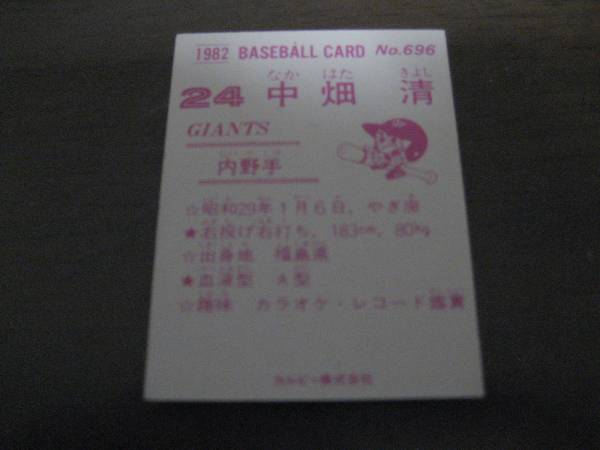 1982 BASEBALL CARD No.696
なか はた きよし
24 中畑 清
GIANTS
内野手
☆昭和29年1月6日, やぎ座
★右投げ右打ち, 183cm, 80kg
☆出身地 福島県
★血液型 A型
☆趣味 カラオケ・レコード鑑賞
カルビー株式会社